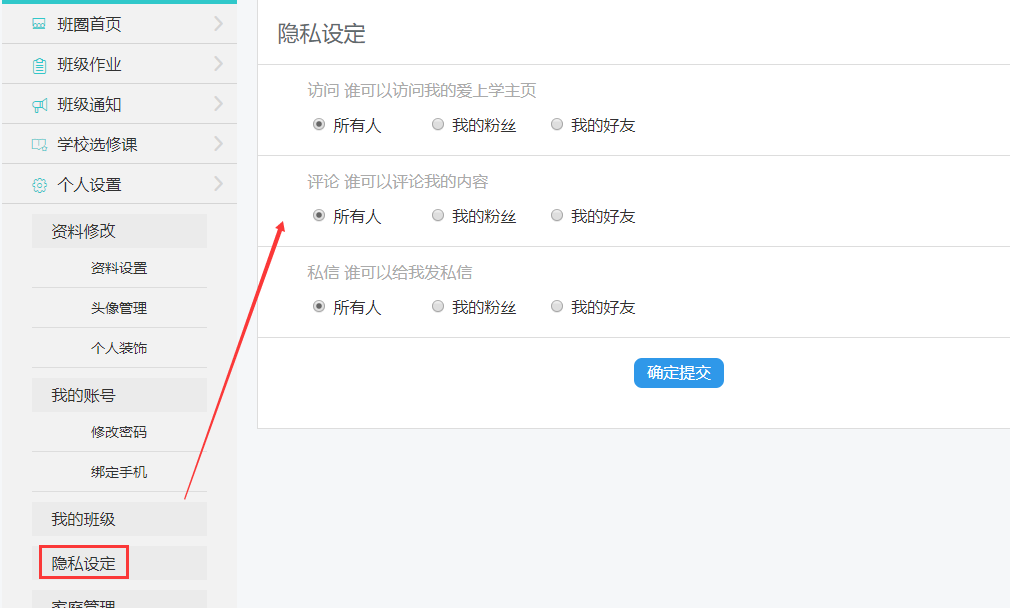 班圈首页
班级作业
班级通知
学校选修课
个人设置
资料修改
资料设置
头像管理
个人装饰
我的账号
修改密码
绑定手机
我的班级
隐私设定
家庭管理
隐私设定
访问 谁可以访问我的爱上学主页
所有人 我的粉丝 我的好友
评论 谁可以评论我的内容
所有人 我的粉丝 我的好友
私信 谁可以给我发私信
所有人 我的粉丝 我的好友
确定提交